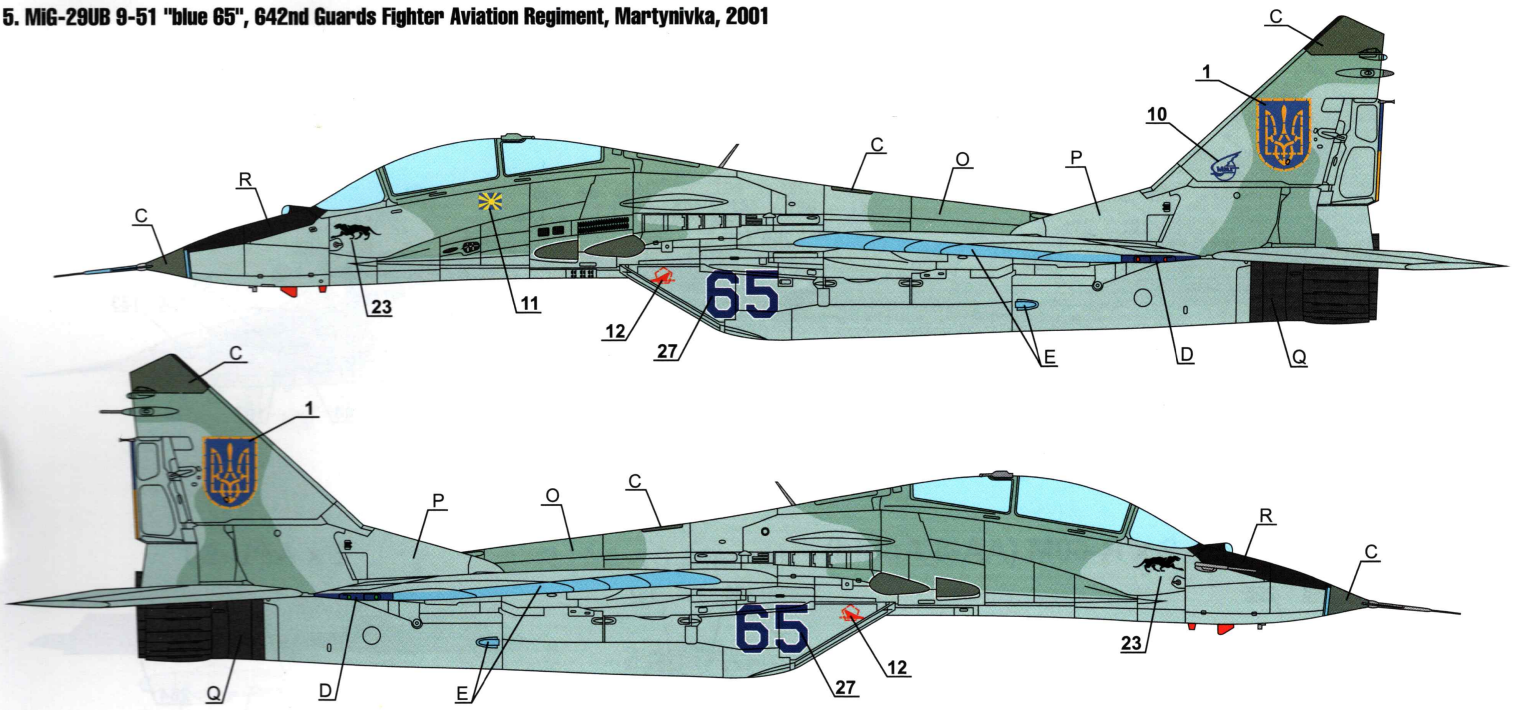 5. MiG-29UB 9-51 "blue 65", 642nd Guards Fighter Aviation Regiment, Martynivka, 2001
C
1
10
C
O
P
R
C
23
11
12
65
27
E
D
Q
C
1
P
O
C
R
C
65
12
23
27
Q
D
E